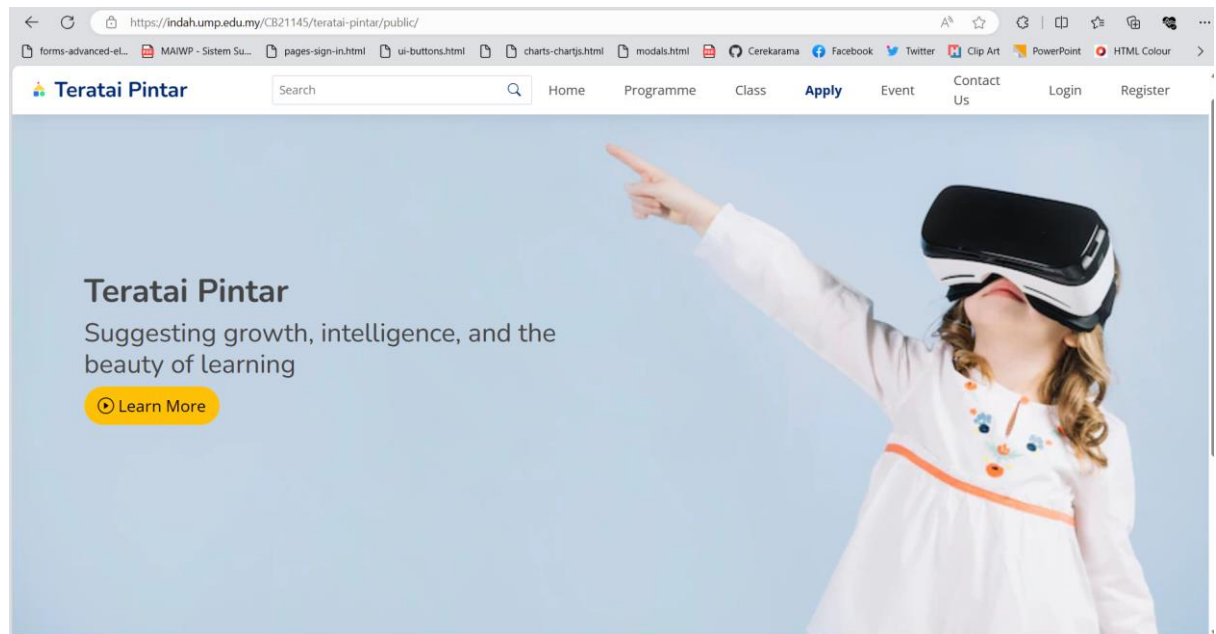 https://indah.ump.edu.my/CB21145/teratai-pintar/public/
forms-advanced-el... MAIWP - Sistem Su... pages-sign-in.html ui-buttons.html charts-chartjs.html modals.html Cerekarama Facebook Twitter Clip Art PowerPoint HTML Colour
Teratai Pintar Search Home Programme Class Apply Event Contact Us Login Register
Teratai Pintar
Suggesting growth, intelligence, and the
beauty of learning
Learn More